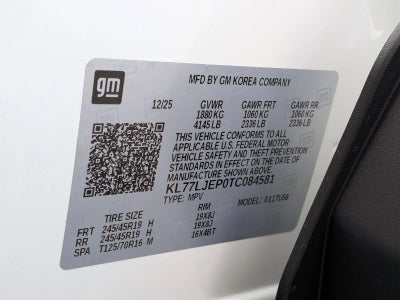 gm
MFD BY GM KOREA COMPANY
12/25 GVWR GAWR FRT GAWR RR
1880 KG 1060 KG 1060 KG
4145 LB 2336 LB 2336 LB
THIS VEHICLE CONFORMS TO ALL
APPLICABLE U.S. FEDERAL MOTOR
VEHICLE SAFETY AND THEFT PREVENTION
STANDARDS IN EFFECT ON THE DATE OF
MANUFACTURE SHOWN ABOVE.
KL77LJEP0TC084581
TYPE: MPV MODEL: 011TU58
TIRE SIZE RIM
FRT 245/45R19 H 19X8J
RR 245/45R19 H 19X8J
SP T125/70R16 M 16X4BT